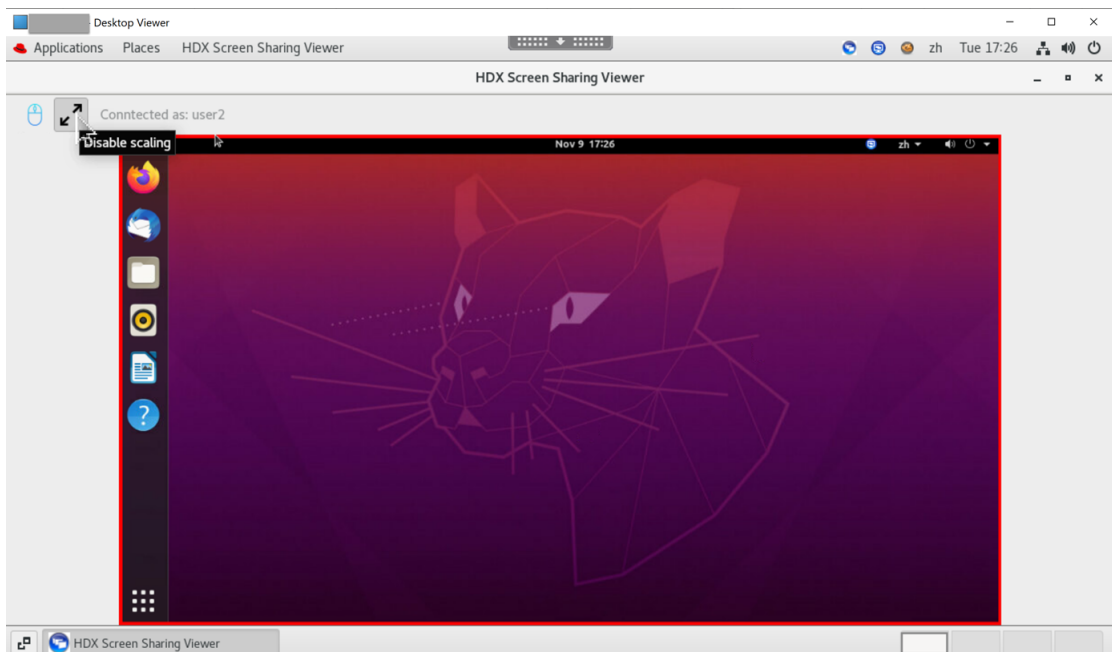 Desktop Viewer
Applications Places HDX Screen Sharing Viewer zh Tue 17:26
HDX Screen Sharing Viewer
Conntected as: user2
Disable scaling
Nov 9 17:26 zh
?
HDX Screen Sharing Viewer